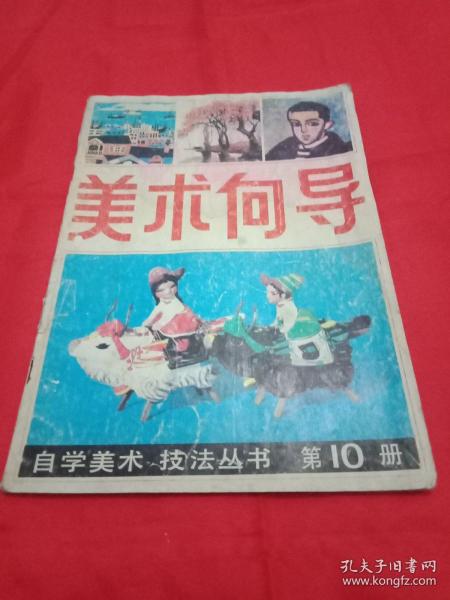 美术向导
自学美术 技法丛书 第10册
孔夫子旧书网
www.kongfz.com